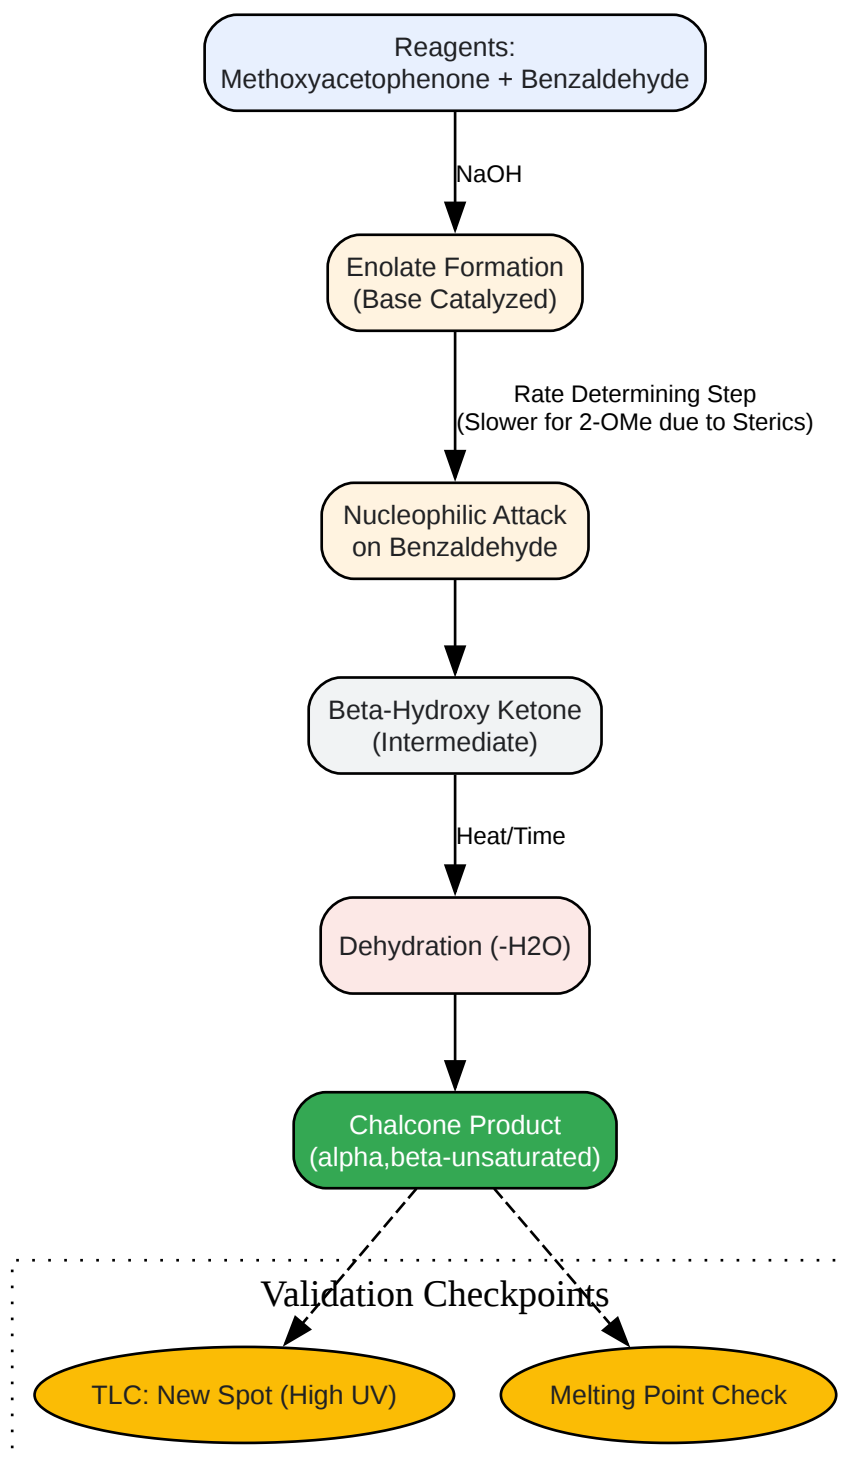 Reagents:
Methoxyacetophenone + Benzaldehyde
NaOH
Enolate Formation
(Base Catalyzed)
Rate Determining Step
(Slower for 2-OMe due to Sterics)
Nucleophilic Attack
on Benzaldehyde
Beta-Hydroxy Ketone
(Intermediate)
Heat/Time
Dehydration (-H2O)
Chalcone Product
(alpha,beta-unsaturated)
Validation Checkpoints
TLC: New Spot (High UV)
Melting Point Check